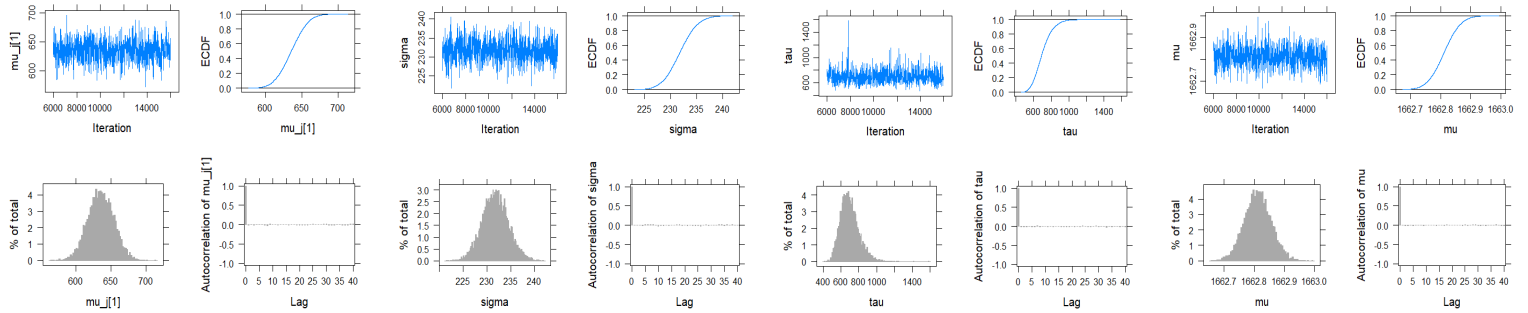 mu_j[1]
700
650
600
6000 8000 10000 14000
Iteration
ECDF
1.0
0.8
0.6
0.4
0.2
0.0
600 650 700
mu_j[1]
sigma
240
235
230
225
6000 8000 10000 14000
Iteration
ECDF
1.0
0.8
0.6
0.4
0.2
0.0
225 230 235 240
sigma
tau
1400
1000
800
600
400
6000 8000 10000 14000
Iteration
ECDF
1.0
0.8
0.6
0.4
0.2
0.0
600 800 1000 1400
tau
mu
1662.9
1662.7
6000 8000 10000 14000
Iteration
ECDF
1.0
0.8
0.6
0.4
0.2
0.0
1662.7 1662.8 1662.9 1663.0
mu
% of total
4
3
2
1
0
600 650 700
mu_j[1]
Autocorrelation of mu_j[1]
1.0
0.5
0.0
-0.5
-1.0
0 5 10 15 20 25 30 35 40
Lag
% of total
3.0
2.5
2.0
1.5
1.0
0.5
0.0
225 230 235 240
sigma
Autocorrelation of sigma
1.0
0.5
0.0
-0.5
-1.0
0 5 10 15 20 25 30 35 40
Lag
% of total
4
3
2
1
0
400 600 800 1000 1400
tau
Autocorrelation of tau
1.0
0.5
0.0
-0.5
-1.0
0 5 10 15 20 25 30 35 40
Lag
% of total
4
3
2
1
0
1662.7 1662.8 1662.9 1663.0
mu
Autocorrelation of mu
1.0
0.5
0.0
-0.5
-1.0
0 5 10 15 20 25 30 35 40
Lag